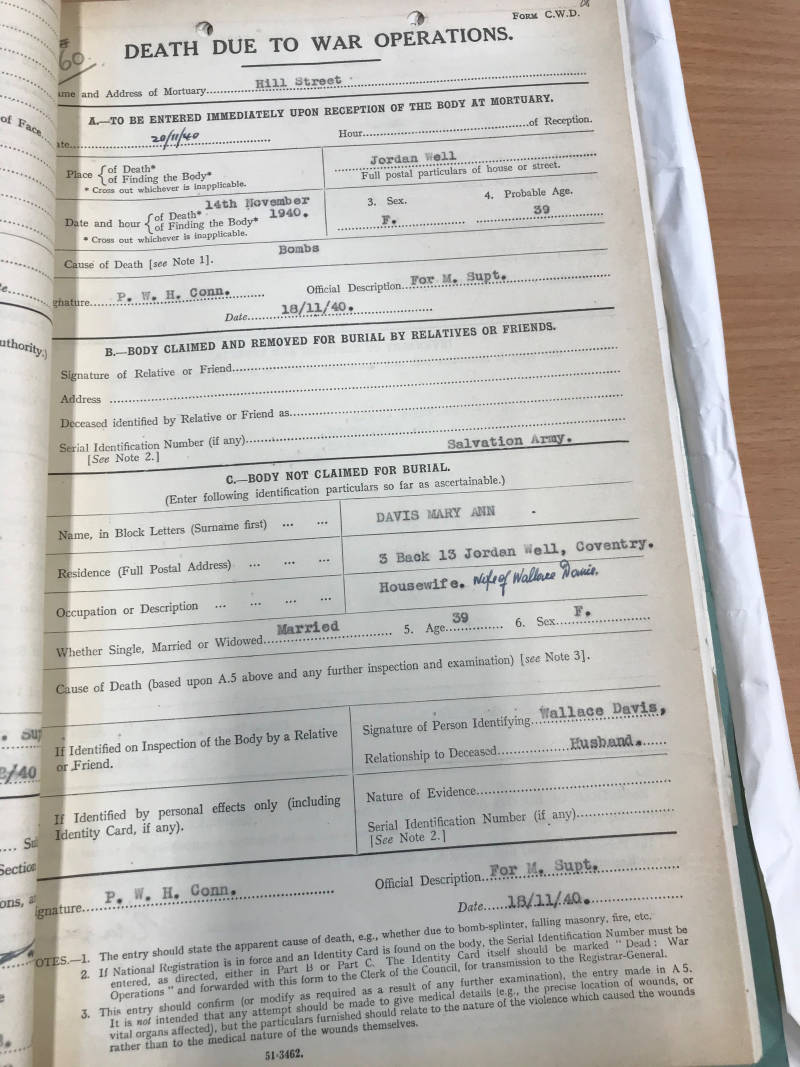 FORM C.W.D.
60
DEATH DUE TO WAR OPERATIONS.
ame and Address of Mortuary Hill Street
A.—TO BE ENTERED IMMEDIATELY UPON RECEPTION OF THE BODY AT MORTUARY.
ate 20/11/40 Hour of Reception.
Place { of Death* Jordan Well
of Finding the Body* Full postal particulars of house or street.
* Cross out whichever is inapplicable.
14th November 3. Sex. 4. Probable Age.
Date and hour { of Death* 1940. F. 39
of Finding the Body*
* Cross out whichever is inapplicable.
Cause of Death [see Note 1]. Bombs
ghature P. W. H. Conn. Official Description For M. Supt.
Date 18/11/40.
B.—BODY CLAIMED AND REMOVED FOR BURIAL BY RELATIVES OR FRIENDS.
Signature of Relative or Friend
Address
Deceased identified by Relative or Friend as
Serial Identification Number (if any)
[See Note 2.] Salvation Army.
C.—BODY NOT CLAIMED FOR BURIAL.
(Enter following identification particulars so far as ascertainable.)
Name, in Block Letters (Surname first) ... ... DAVIS MARY ANN
Residence (Full Postal Address) ... ... ... 3 Back 13 Jordan Well, Coventry.
Occupation or Description ... ... ... ... Housewife. Wife of Wallace Davis.
Whether Single, Married or Widowed Married 5. Age 39 6. Sex F.
Cause of Death (based upon A.5 above and any further inspection and examination) [see Note 3].
If Identified on Inspection of the Body by a Relative or Friend.
Signature of Person Identifying Wallace Davis,
Relationship to Deceased Husband.
If Identified by personal effects only (including Identity Card, if any).
Nature of Evidence
Serial Identification Number (if any)
[See Note 2.]
ignature P. W. H. Conn. Official Description For M. Supt.
Date 18/11/40.
OTES.—1. The entry should state the apparent cause of death, e.g., whether due to bomb-splinter, falling masonry, fire, etc.
2. If National Registration is in force and an Identity Card is found on the body, the Serial Identification Number must be
entered, as directed, either in Part B or Part C. The Identity Card itself should be marked "Dead: War
Operations" and forwarded with this form to the Clerk of the Council, for transmission to the Registrar-General.
3. This entry should confirm (or modify as required as a result of any further examination), the entry made in A 5.
It is not intended that any attempt should be made to give medical details (e.g., the precise location of wounds, or
vital organs affected), but the particulars furnished should relate to the nature of the violence which caused the wounds
rather than to the medical nature of the wounds themselves.
51-3462.
of Face
uthority.)